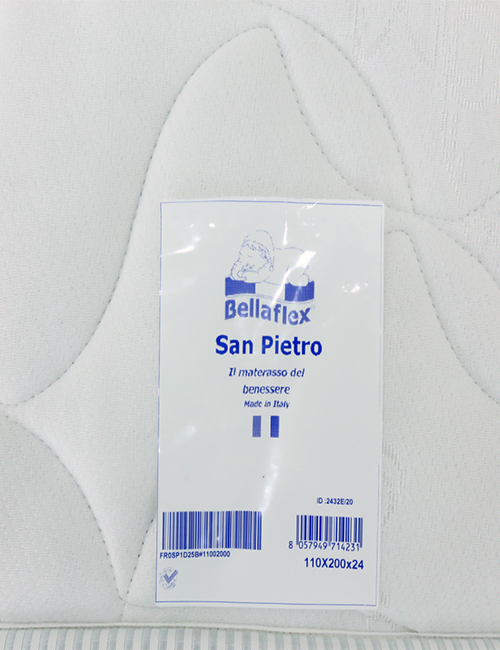 Bellaflex
San Pietro
Il materasso del
benessere
Made in Italy
ID :2432E/20
FR0SP1D25B#11002000
8 057949 714231
110X200x24